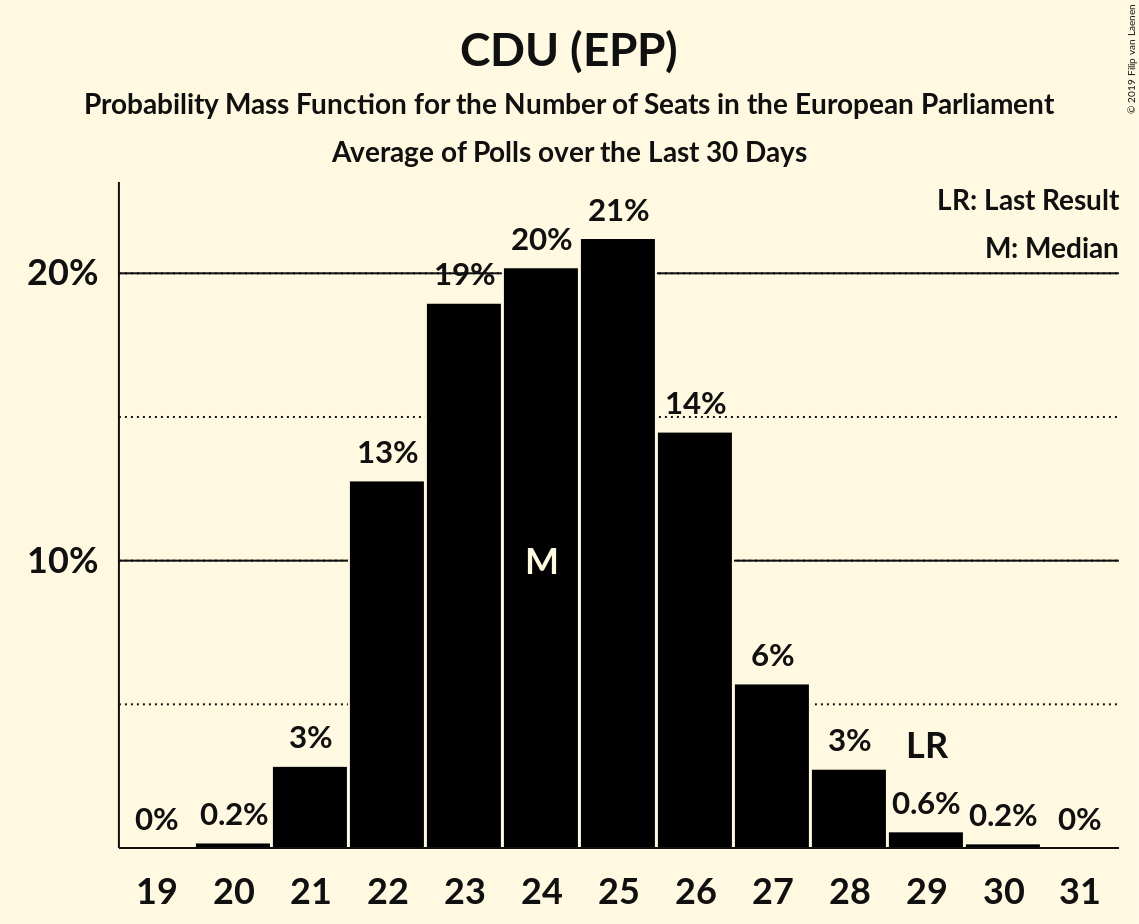 CDU (EPP)
Probability Mass Function for the Number of Seats in the European Parliament
Average of Polls over the Last 30 Days
© 2019 Filip van Laenen
LR: Last Result
M: Median
20%
10%
0%
0.2%
3%
13%
19%
20%
21%
14%
6%
3%
0.6%
0.2%
0%
M
LR
19 20 21 22 23 24 25 26 27 28 29 30 31